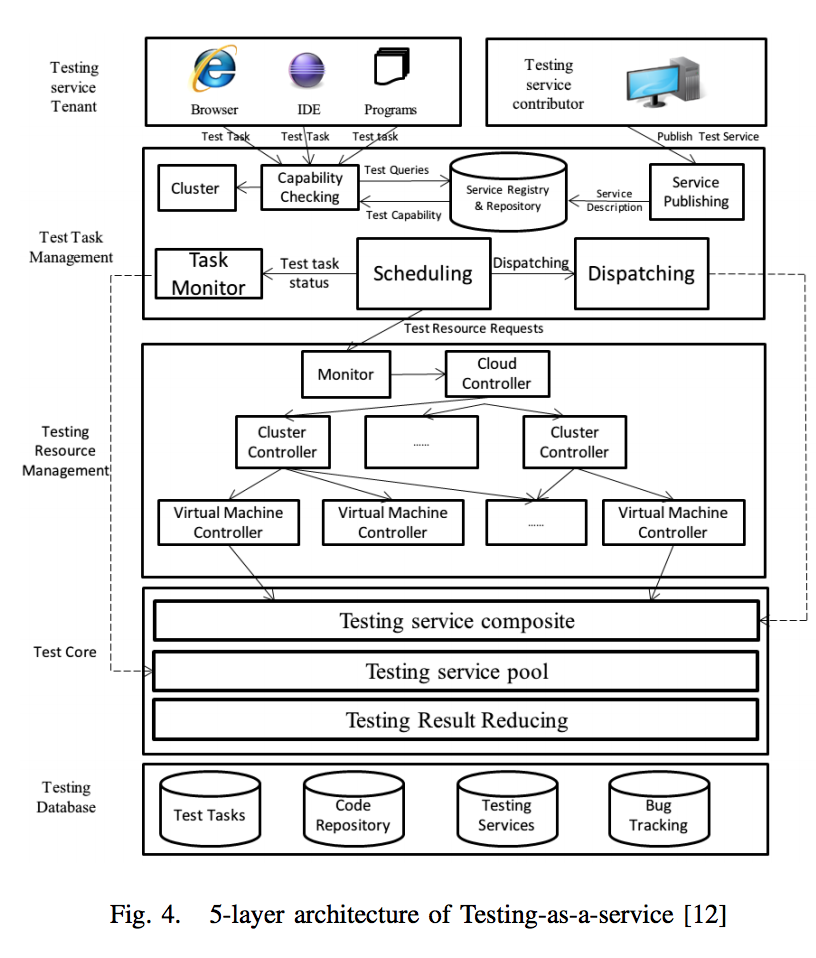 Testing
service
Tenant
Browser
IDE
Programs
Testing
service
contributor
Test Task
Test Task
Test task
Publish Test Service
Test Task
Management
Cluster
Capability
Checking
Test Queries
Test Capability
Service Registry
& Repository
Service
Description
Service
Publishing
Task
Monitor
Test task
status
Scheduling
Dispatching
Dispatching
Test Resource Requests
Testing
Resource
Management
Monitor
Cloud
Controller
Cluster
Controller
......
Cluster
Controller
Virtual Machine
Controller
Virtual Machine
Controller
......
Virtual Machine
Controller
Test Core
Testing service composite
Testing service pool
Testing Result Reducing
Testing
Database
Test Tasks
Code
Repository
Testing
Services
Bug
Tracking
Fig. 4. 5-layer architecture of Testing-as-a-service [12]